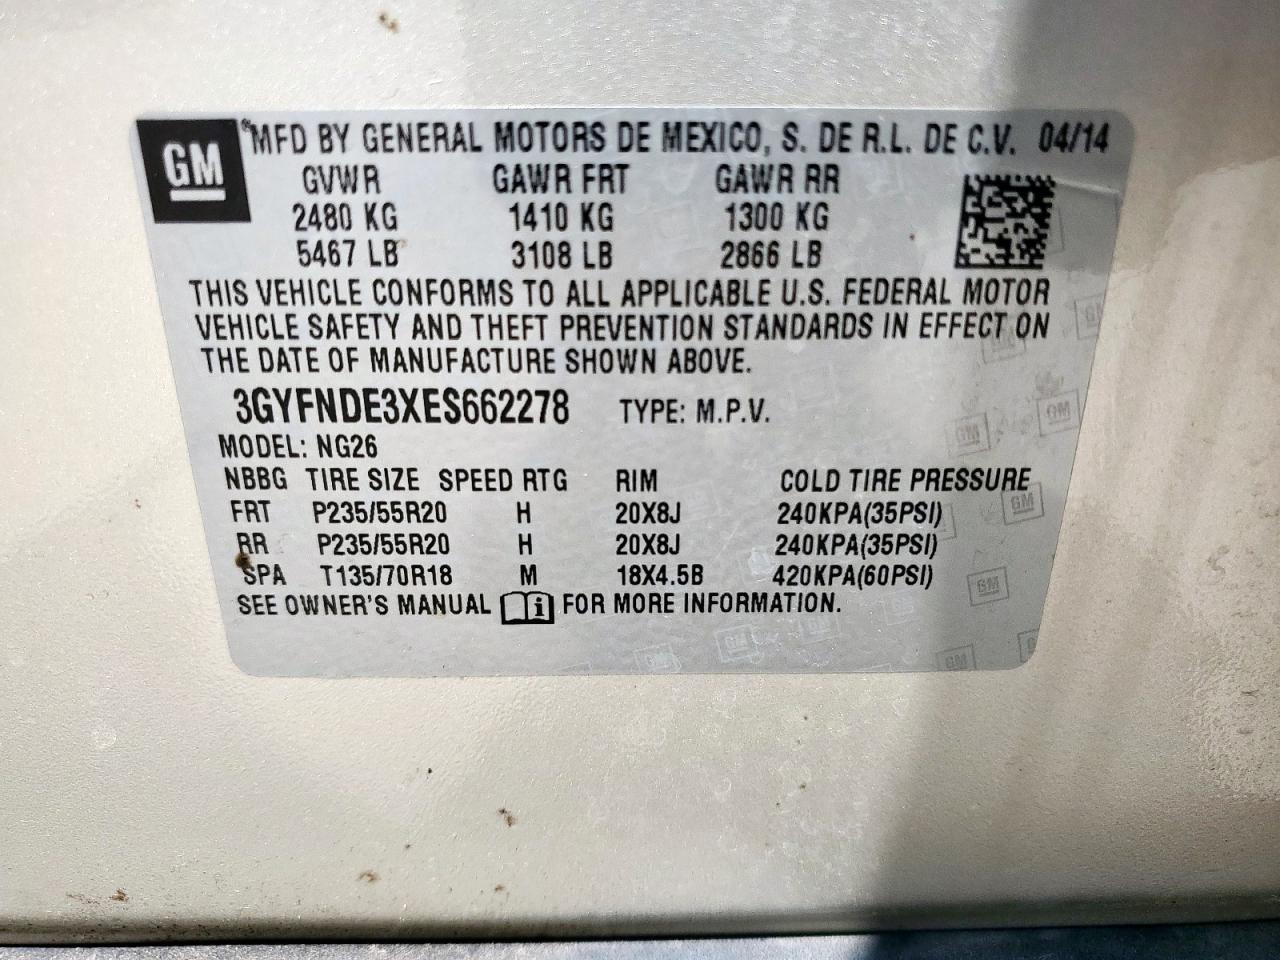 GM ® MFD BY GENERAL MOTORS DE MEXICO, S. DE R.L. DE C.V. 04/14
GVWR GAWR FRT GAWR RR
2480 KG 1410 KG 1300 KG
5467 LB 3108 LB 2866 LB
THIS VEHICLE CONFORMS TO ALL APPLICABLE U.S. FEDERAL MOTOR
VEHICLE SAFETY AND THEFT PREVENTION STANDARDS IN EFFECT ON
THE DATE OF MANUFACTURE SHOWN ABOVE.
3GYFNDE3XES662278 TYPE: M.P.V.
MODEL: NG26
NBBG TIRE SIZE SPEED RTG RIM COLD TIRE PRESSURE
FRT P235/55R20 H 20X8J 240KPA(35PSI)
RR P235/55R20 H 20X8J 240KPA(35PSI)
SPA T135/70R18 M 18X4.5B 420KPA(60PSI)
SEE OWNER'S MANUAL i FOR MORE INFORMATION.